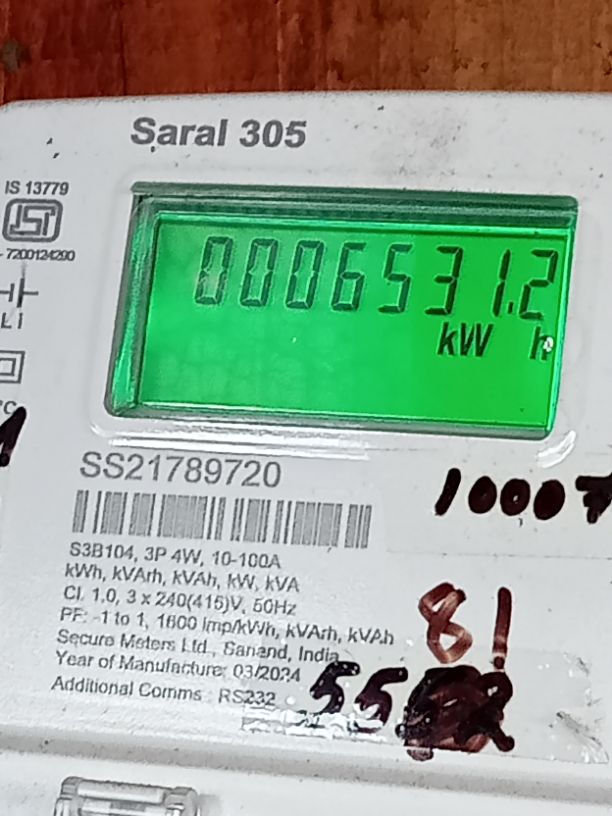 Saral 305
IS 13779
7200124290
0006531.2
kW h
L I
SS21789720
10007
S3B104, 3P 4W, 10-100A
kWh, kVArh, kVAh, kW, kVA
Cl. 1.0, 3 x 240(415)V, 50Hz
PF: -1 to 1, 1600 Imp/kWh, kVArh, kVAh
Secure Meters Ltd., Sanand, India
Year of Manufacture: 03/2024
Additional Comms : RS232
81
55